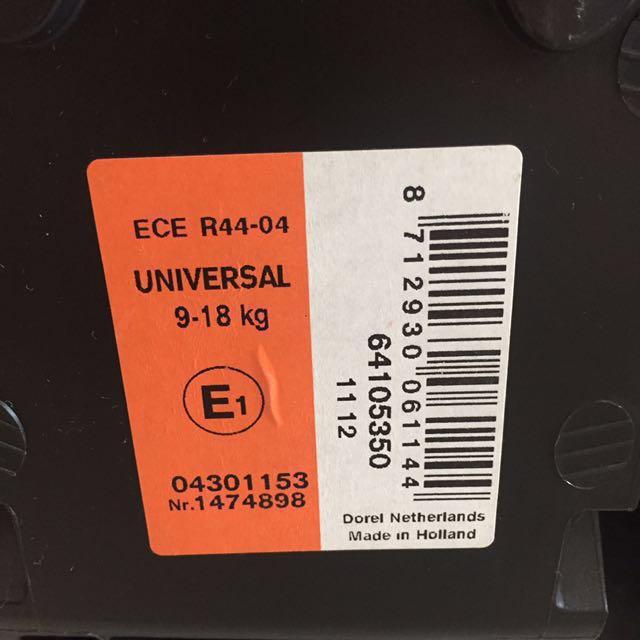 ECE R44-04
UNIVERSAL
9-18 kg
E1
04301153
Nr.1474898
8 712930 061144
64105350
1112
Dorel Netherlands
Made in Holland